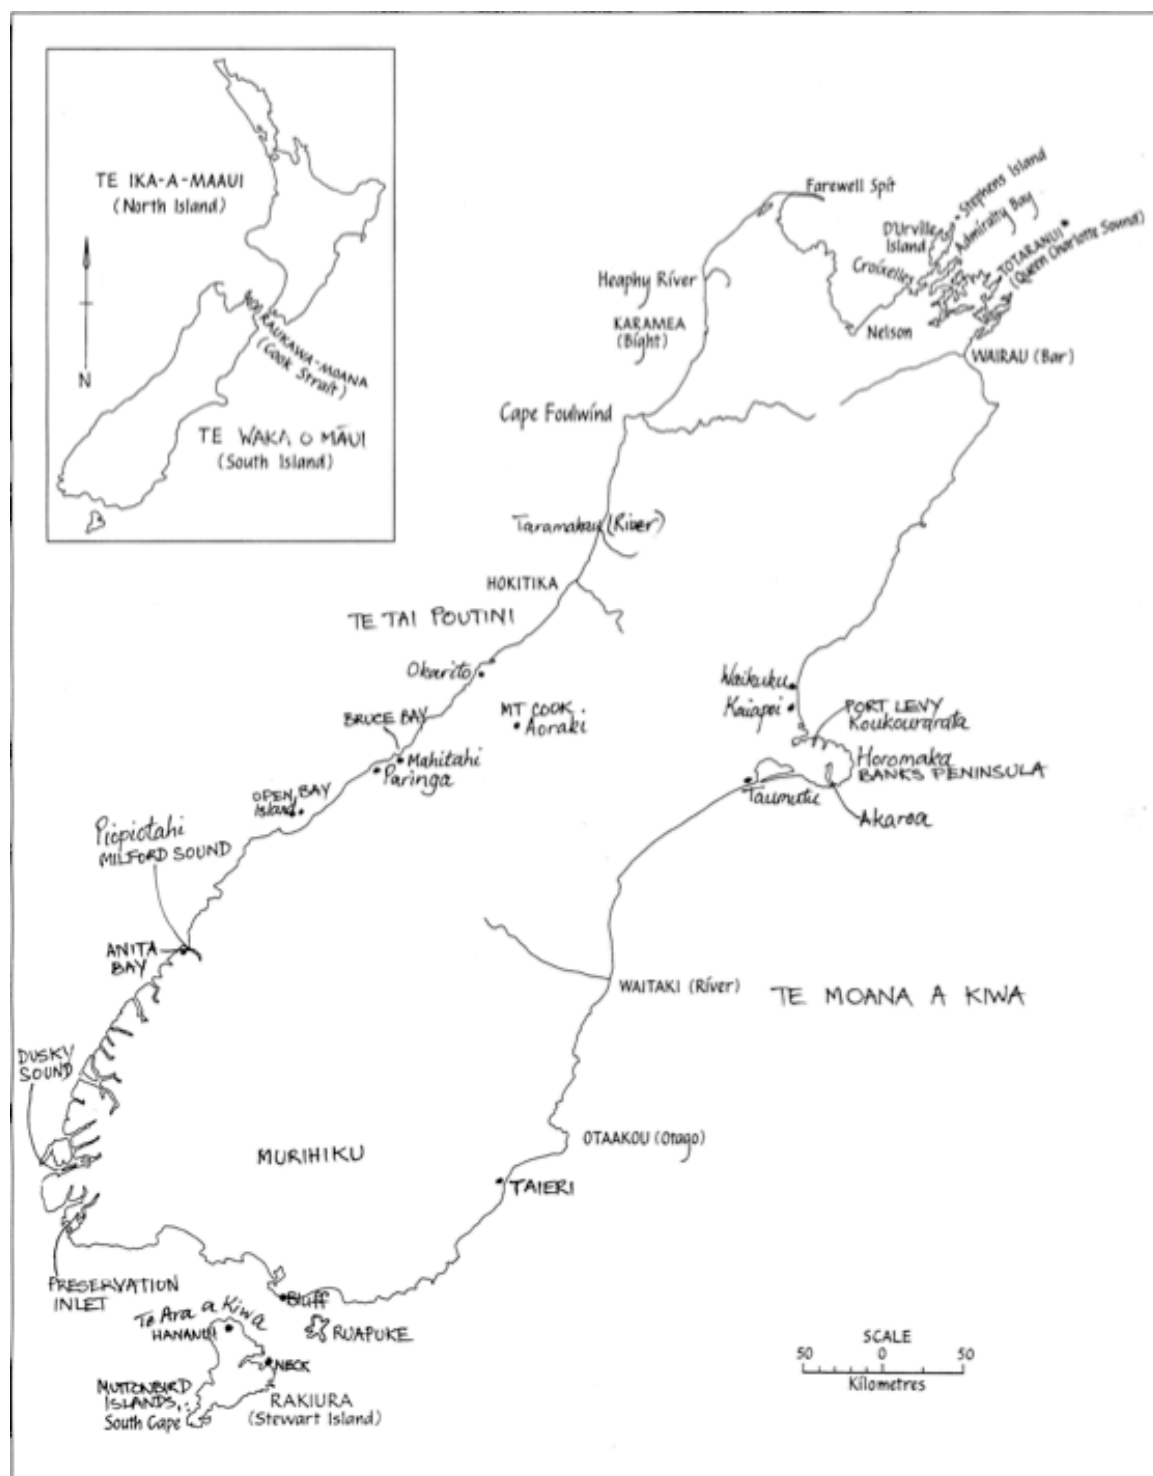 TE IKA-A-MAAUI
(North Island)
N
RAUKAWA-MOANA
(Cook Strait)
TE WAKA O MĀUI
(South Island)
Farewell Spit
Stephens Island
D'Urville
Island
Admiralty Bay
TOTARANUI
(Queen Charlotte Sound)
Croixelles
Heaphy River
KARAMEA
(Bight)
Nelson
WAIRAU (Bar)
Cape Foulwind
(River)
HOKITIKA
TE TAI POUTINI
Okarito
BRUCE BAY
MT COOK
Aoraki
Mahitahi
Paringa
OPEN BAY
Island
Waikuku
Kaiapoi
PORT LEVY
Koukourarata
Horomaka
BANKS PENINSULA
Taumutu
Akaroa
Piopiotahi
MILFORD SOUND
ANITA
BAY
WAITAKI (River)
TE MOANA A KIWA
DUSKY
SOUND
MURIHIKU
OTAAKOU (Otago)
TAIERI
PRESERVATION
INLET
Bluff
Te Ara a Kiwa
RUAPUKE
NECK
MUTTONBIRD
ISLANDS
South Cape
RAKIURA
(Stewart Island)
SCALE
50 0 50
Kilometres